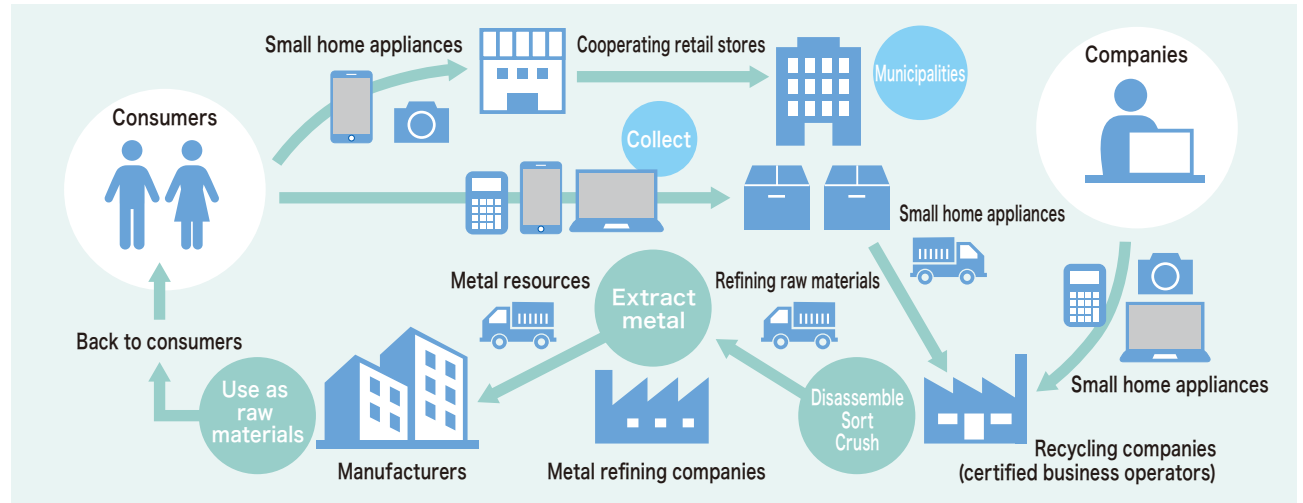 Small home appliances
Cooperating retail stores
Municipalities
Companies
Consumers
Collect
Small home appliances
Metal resources
Extract
metal
Refining raw materials
Back to consumers
Use as
raw
materials
Disassemble
Sort
Crush
Small home appliances
Manufacturers
Metal refining companies
Recycling companies
(certified business operators)